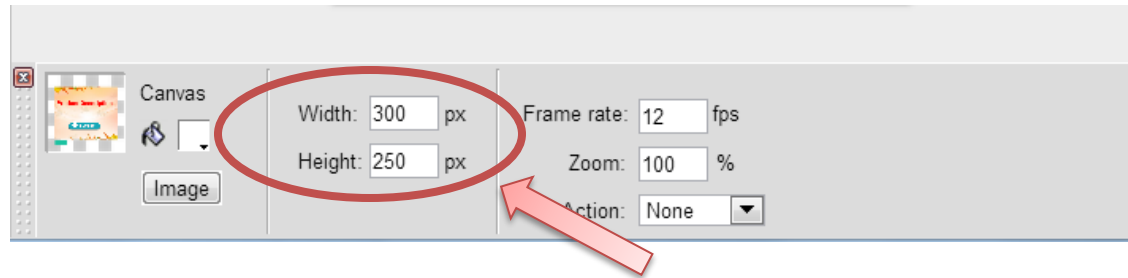 Canvas
Image
Width: 300 px
Height: 250 px
Frame rate: 12 fps
Zoom: 100 %
Action: None